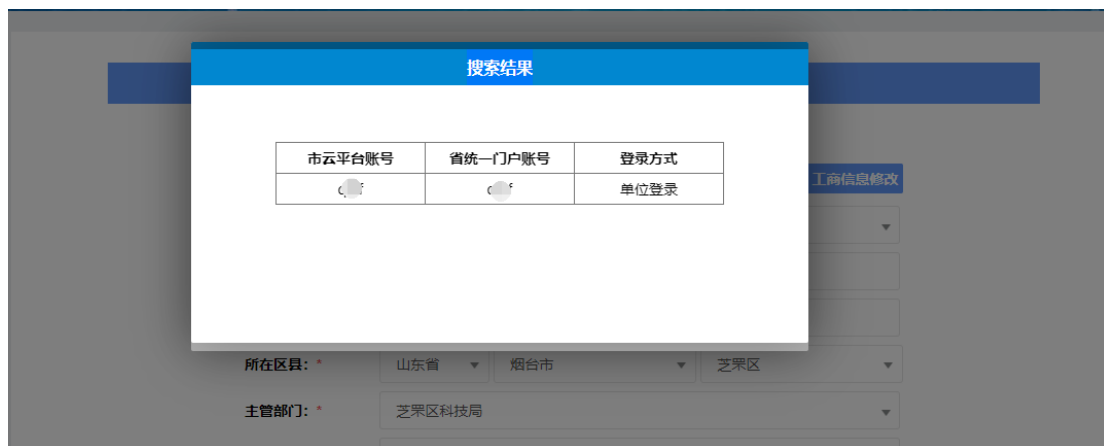 搜索结果
市云平台账号 省统一门户账号 登录方式
单位登录
工商信息修改
所在区县：* 山东省 烟台市 芝罘区
主管部门：* 芝罘区科技局